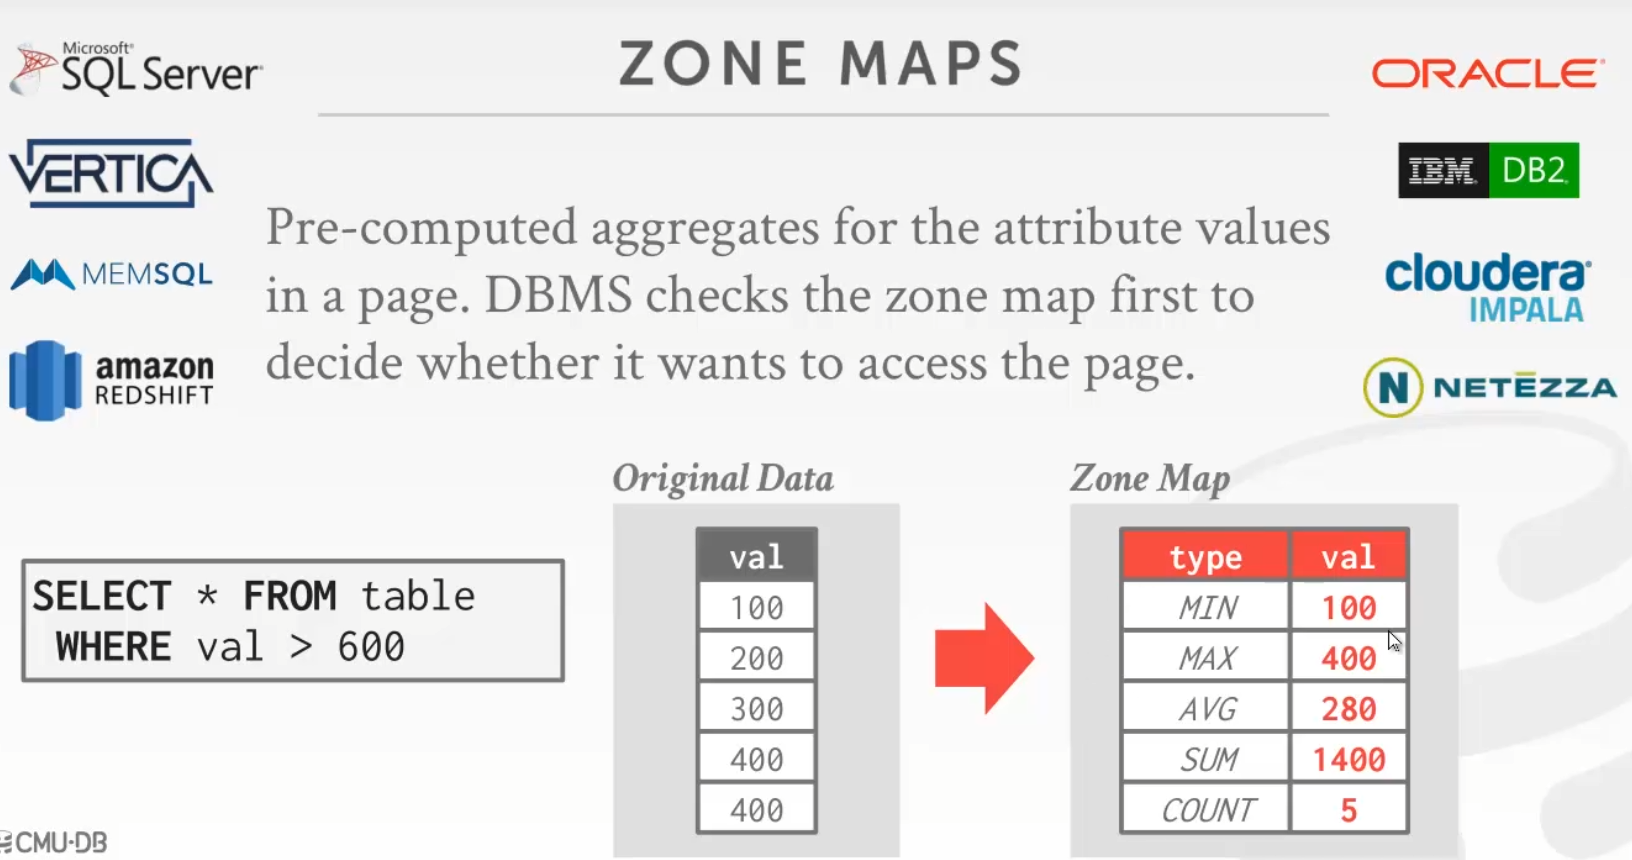 Microsoft®
SQL Server®
ZONE MAPS
ORACLE®
VERTICA
IBM. DB2.
MEMSQL
cloudera®
IMPALA
amazon
REDSHIFT
N NETEZZA
Pre-computed aggregates for the attribute values
in a page. DBMS checks the zone map first to
decide whether it wants to access the page.
SELECT * FROM table
WHERE val > 600
Original Data
val
100
200
300
400
400
Zone Map
type val
MIN 100
MAX 400
AVG 280
SUM 1400
COUNT 5
CMU·DB